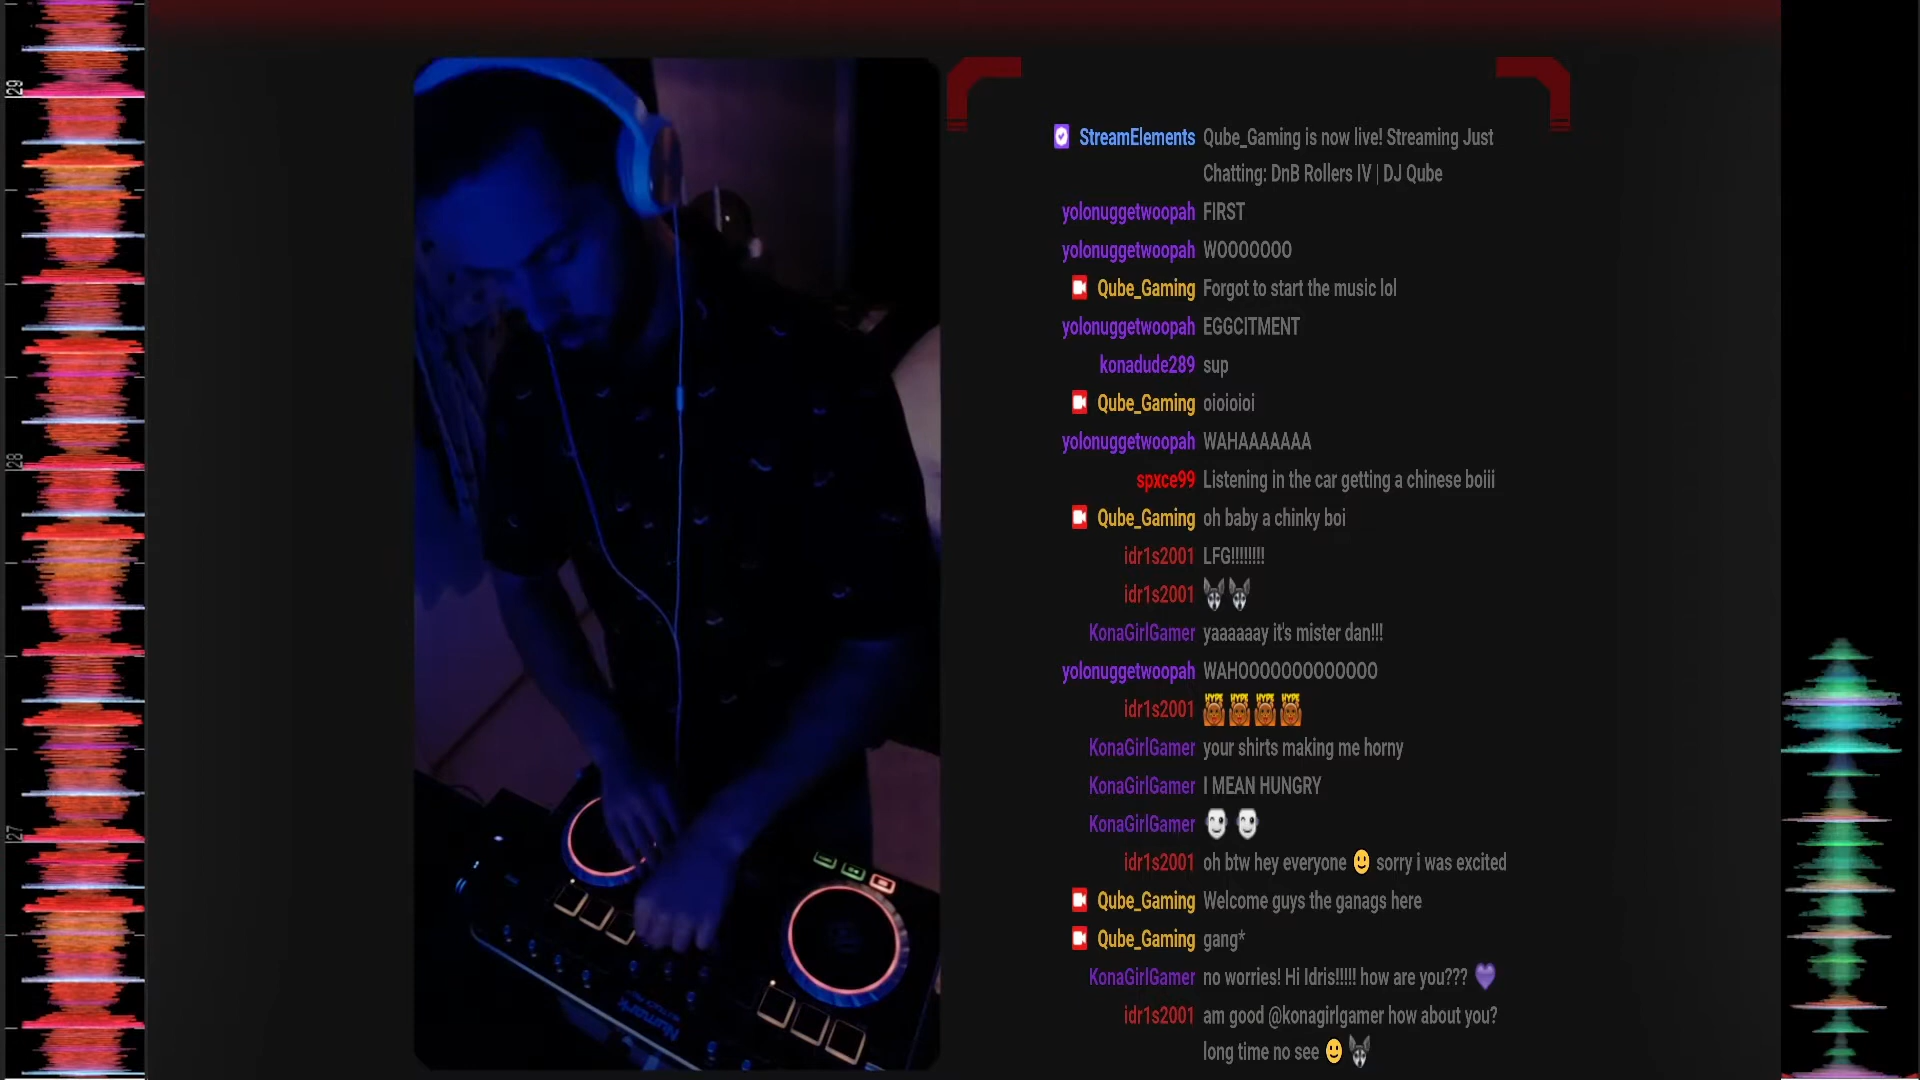 29
28
27
StreamElements Qube_Gaming is now live! Streaming Just
Chatting: DnB Rollers IV | DJ Qube
yolonuggetwoopah FIRST
yolonuggetwoopah WOOOOOOO
Qube_Gaming Forgot to start the music lol
yolonuggetwoopah EGGCITMENT
konadude289 sup
Qube_Gaming oioioioi
yolonuggetwoopah WAHAAAAAAA
spxce99 Listening in the car getting a chinese boiii
Qube_Gaming oh baby a chinky boi
idr1s2001 LFG!!!!!!!!
idr1s2001
KonaGirlGamer yaaaaaay it's mister dan!!!
yolonuggetwoopah WAHOOOOOOOOOOOOO
idr1s2001 HYPE HYPE HYPE HYPE
KonaGirlGamer your shirts making me horny
KonaGirlGamer I MEAN HUNGRY
KonaGirlGamer
idr1s2001 oh btw hey everyone 🙂 sorry i was excited
Qube_Gaming Welcome guys the ganags here
Qube_Gaming gang*
KonaGirlGamer no worries! Hi Idris!!!!! how are you??? 💜
idr1s2001 am good @konagirlgamer how about you?
long time no see 🙂
Numark